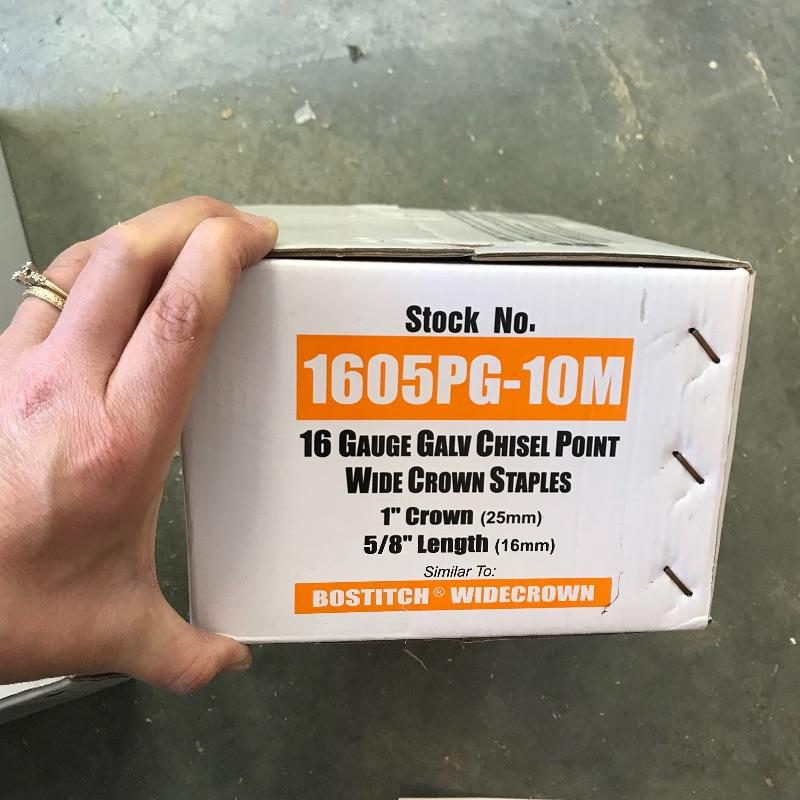 Stock No.
1605PG-10M
16 GAUGE GALV CHISEL POINT
WIDE CROWN STAPLES
1" Crown (25mm)
5/8" Length (16mm)
Similar To:
BOSTITCH® WIDECROWN